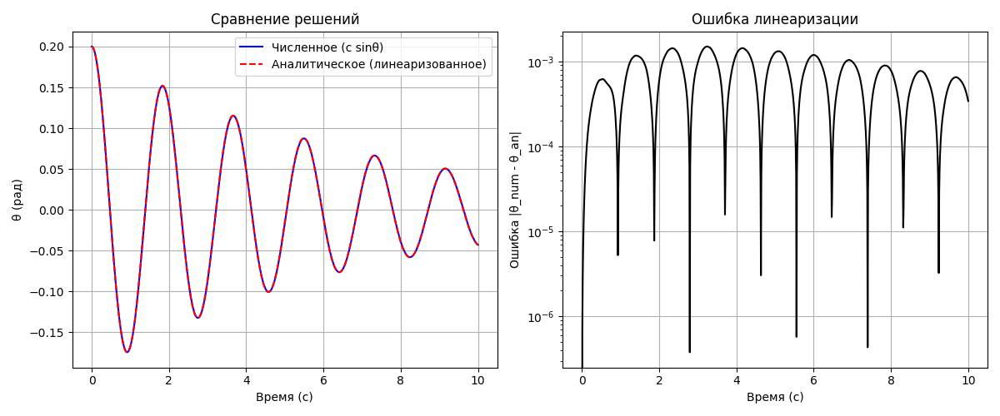 Сравнение решений
Численное (с sinθ)
Аналитическое (линеаризованное)
θ (рад)
0.20
0.15
0.10
0.05
0.00
−0.05
−0.10
−0.15
0 2 4 6 8 10
Время (с)
Ошибка линеаризации
Ошибка |θ_num - θ_an|
10⁻³
10⁻⁴
10⁻⁵
10⁻⁶
0 2 4 6 8 10
Время (с)